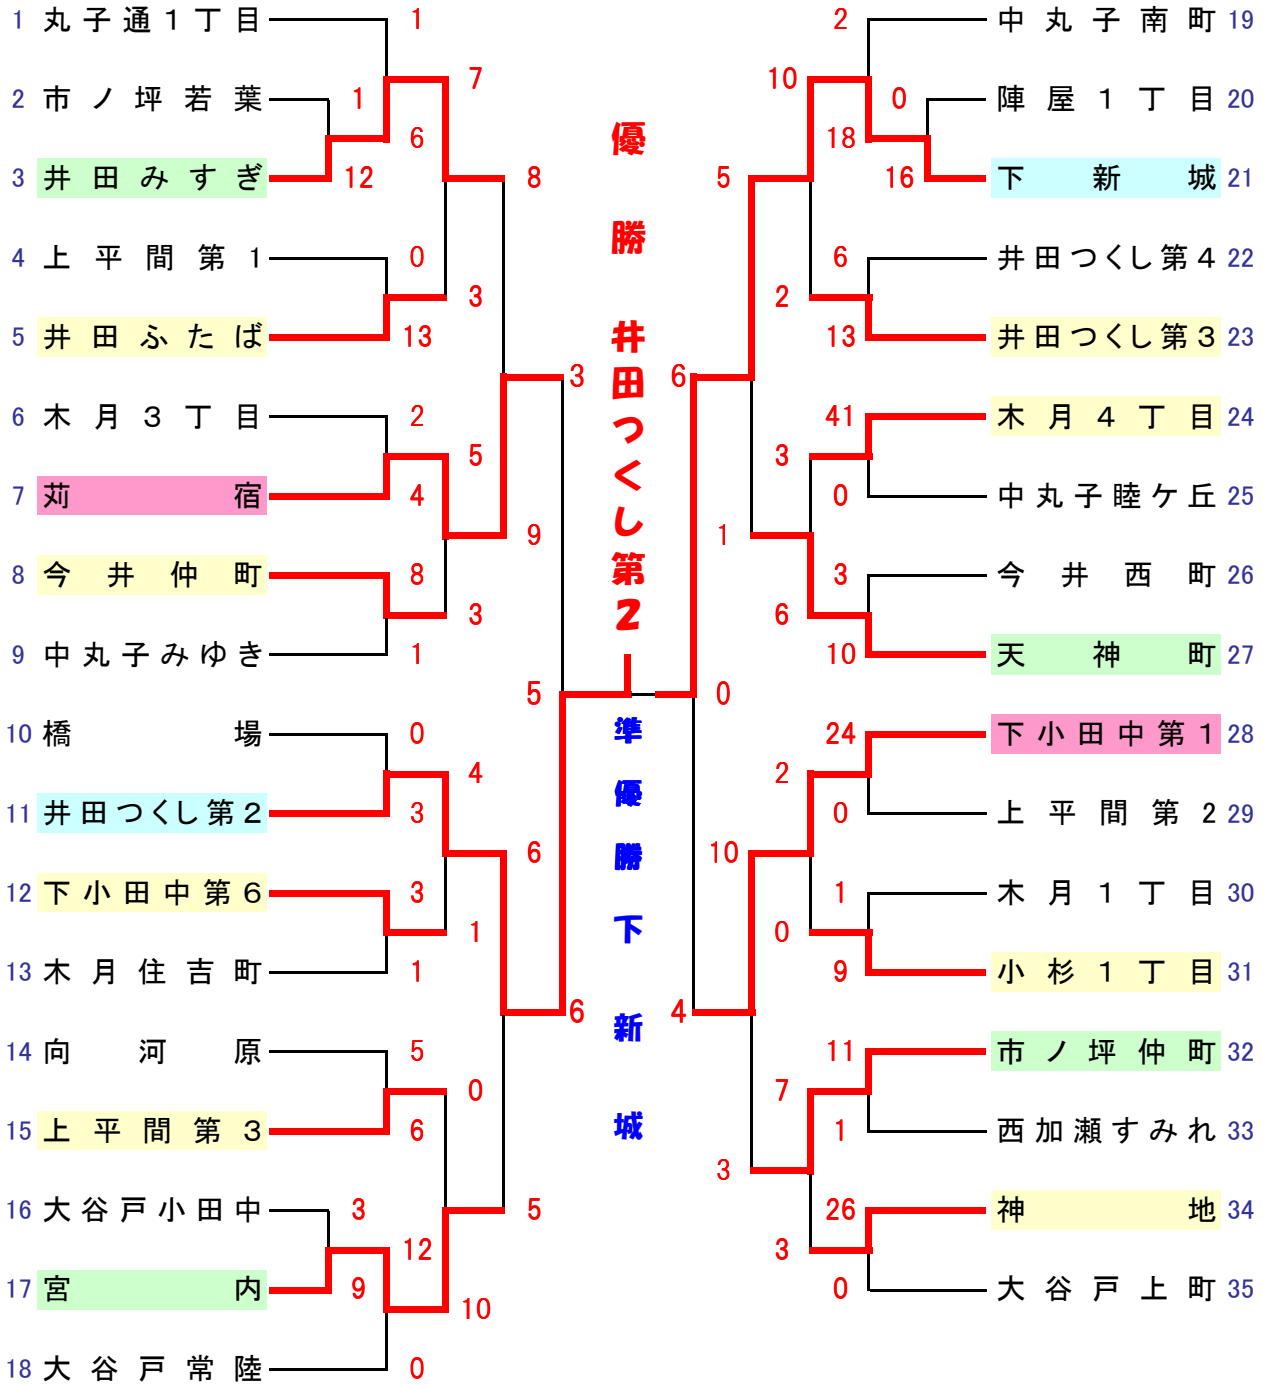 1 丸子通1丁目 1
7
2 市ノ坪若葉 1
6
3 井田みすぎ 12
8
4 上平間第1 0
3
5 井田ふたば 13
3
6 木月3丁目 2
5
7 苅宿 4
9
8 今井仲町 8
3
9 中丸子みゆき 1
5
10 橋場 0
4
11 井田つくし第2 3
6
12 下小田中第6 3
1
13 木月住吉町 1
6
14 向河原 5
0
15 上平間第3 6
5
16 大谷戸小田中 3
12
17 宮内 9
10
18 大谷戸常陸 0
優勝 井田つくし第2
準優勝 下新城
2 中丸子南町 19
10
0 陣屋1丁目 20
18
16 下新城 21
5
6 井田つくし第4 22
2
13 井田つくし第3 23
6
41 木月4丁目 24
3
0 中丸子睦ケ丘 25
1
3 今井西町 26
6
10 天神町 27
0
24 下小田中第1 28
2
0 上平間第2 29
10
1 木月1丁目 30
0
9 小杉1丁目 31
4
11 市ノ坪仲町 32
7
1 西加瀬すみれ 33
3
26 神地 34
3
0 大谷戸上町 35